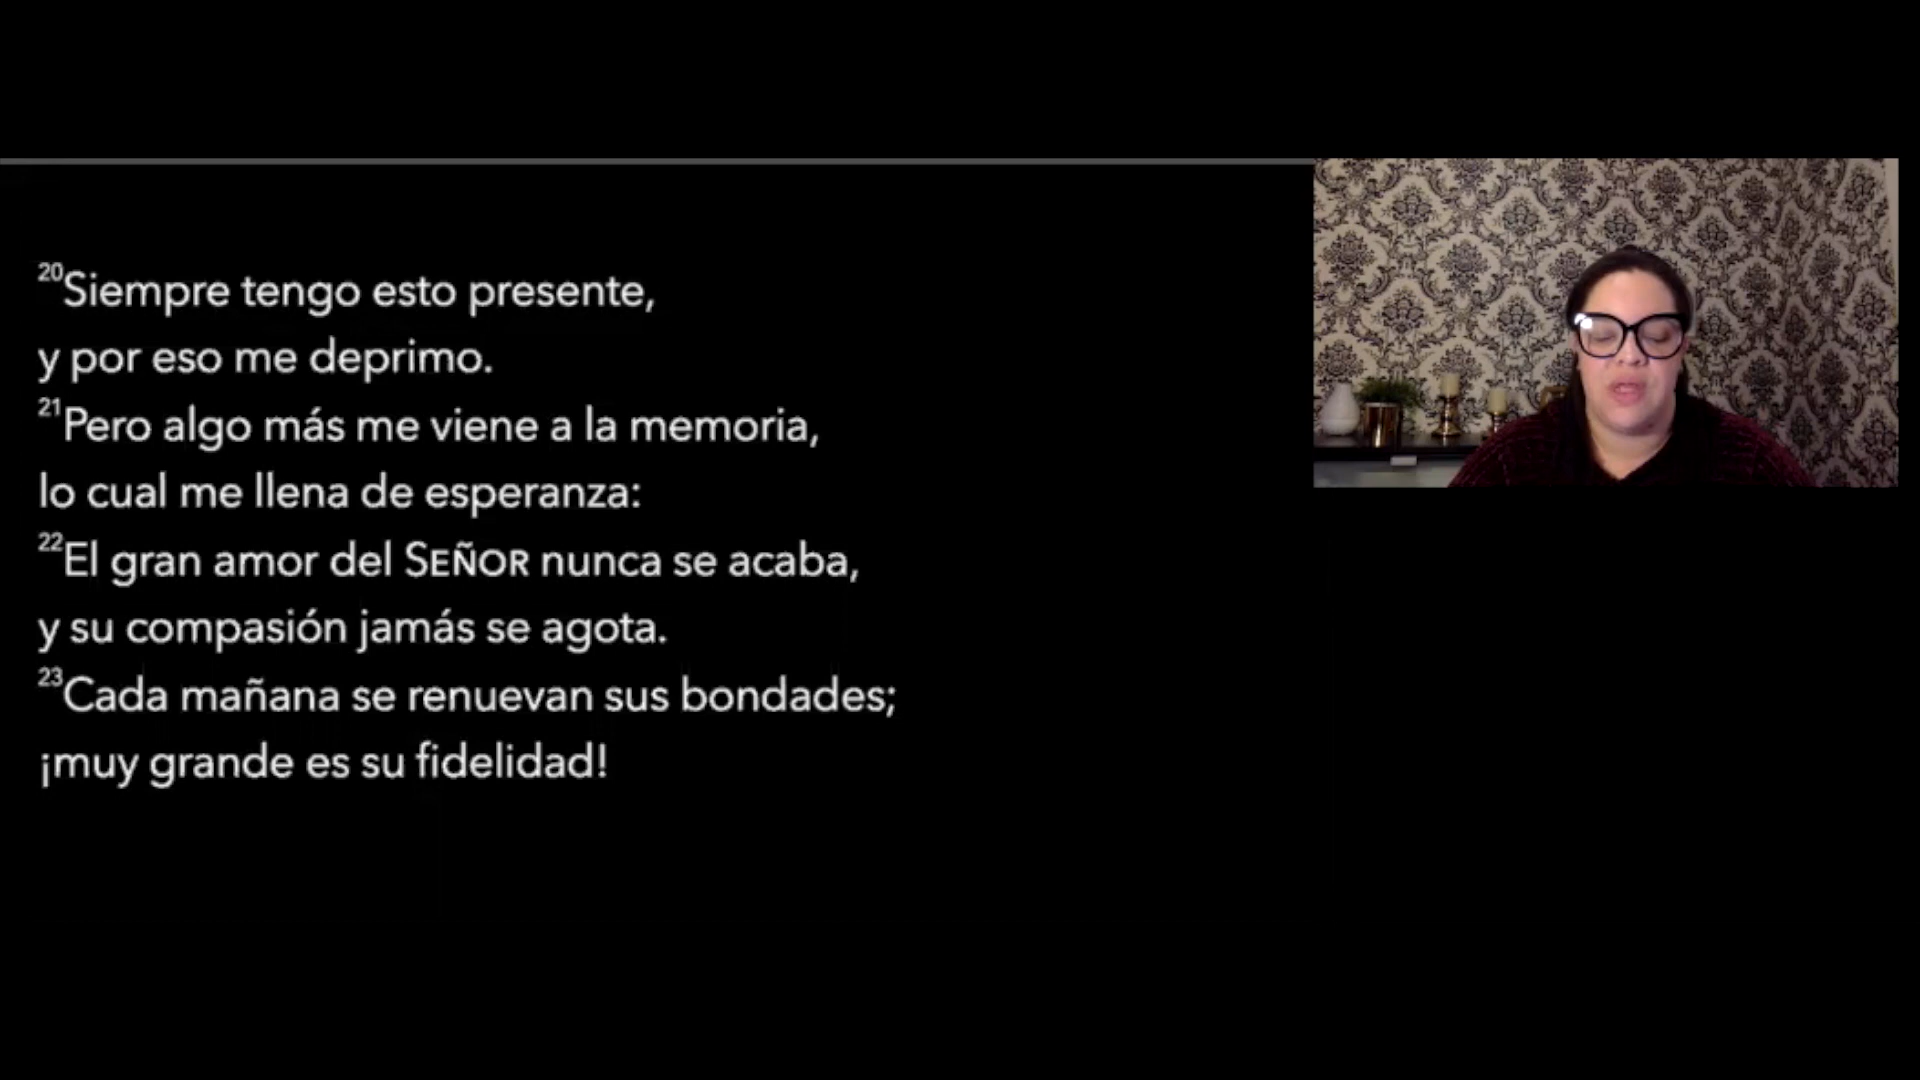 20Siempre tengo esto presente,
y por eso me deprimo.
21Pero algo más me viene a la memoria,
lo cual me llena de esperanza:
22El gran amor del SEÑOR nunca se acaba,
y su compasión jamás se agota.
23Cada mañana se renuevan sus bondades;
¡muy grande es su fidelidad!